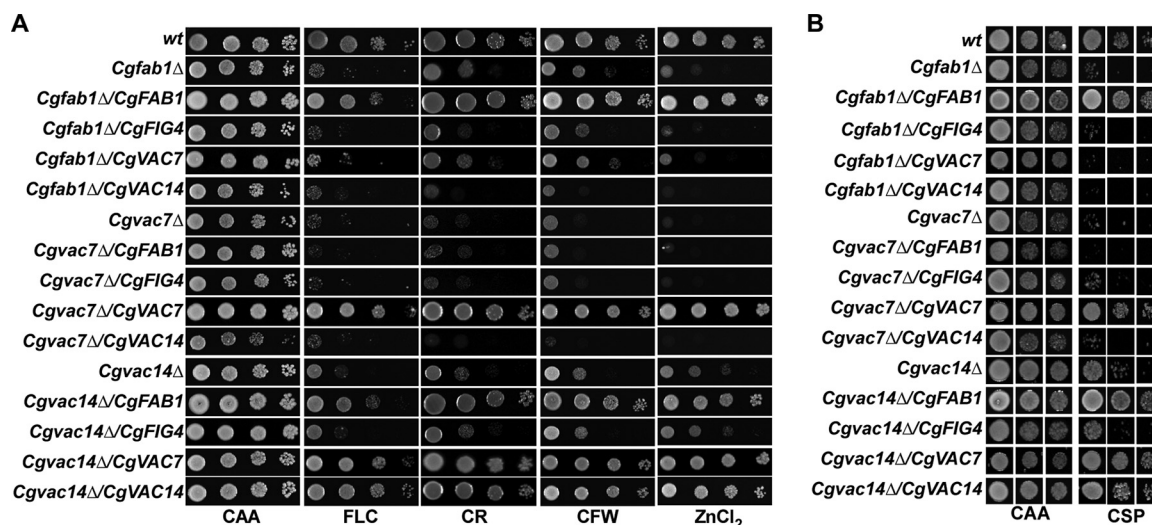 A
wt
Cgfab1Δ
Cgfab1Δ/CgFAB1
Cgfab1Δ/CgFIG4
Cgfab1Δ/CgVAC7
Cgfab1Δ/CgVAC14
Cgvac7Δ
Cgvac7Δ/CgFAB1
Cgvac7Δ/CgFIG4
Cgvac7Δ/CgVAC7
Cgvac7Δ/CgVAC14
Cgvac14Δ
Cgvac14Δ/CgFAB1
Cgvac14Δ/CgFIG4
Cgvac14Δ/CgVAC7
Cgvac14Δ/CgVAC14
CAA FLC CR CFW ZnCl₂
B
wt
Cgfab1Δ
Cgfab1Δ/CgFAB1
Cgfab1Δ/CgFIG4
Cgfab1Δ/CgVAC7
Cgfab1Δ/CgVAC14
Cgvac7Δ
Cgvac7Δ/CgFAB1
Cgvac7Δ/CgFIG4
Cgvac7Δ/CgVAC7
Cgvac7Δ/CgVAC14
Cgvac14Δ
Cgvac14Δ/CgFAB1
Cgvac14Δ/CgFIG4
Cgvac14Δ/CgVAC7
Cgvac14Δ/CgVAC14
CAA CSP